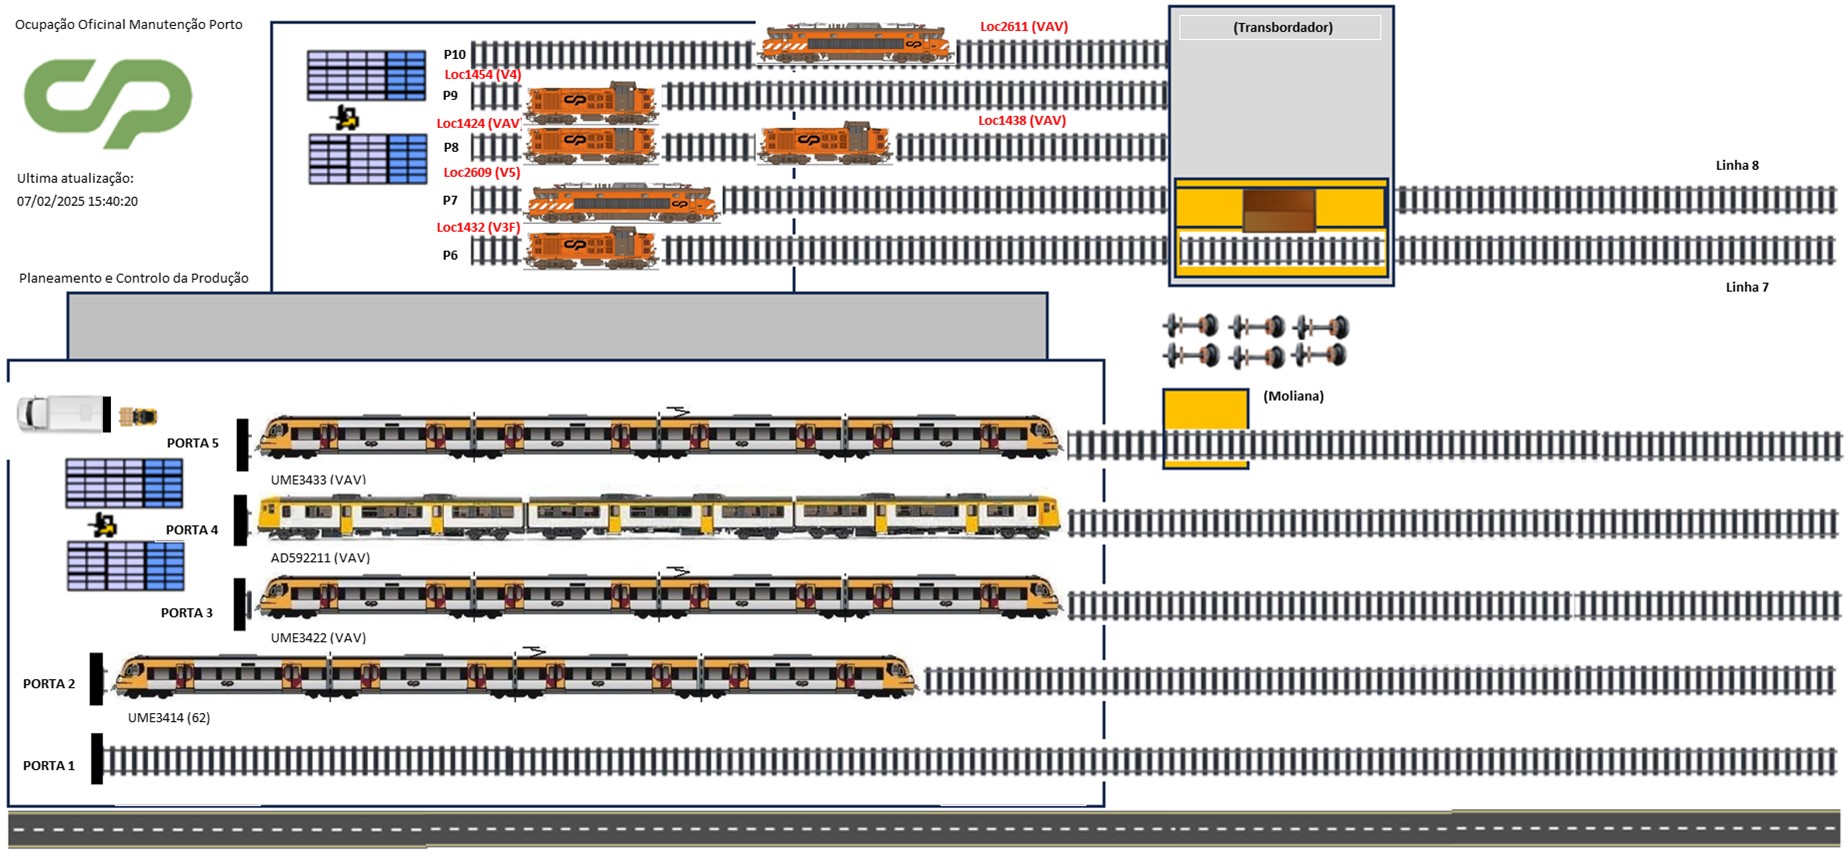 Ocupação Oficinal Manutenção Porto
Ultima atualização:
07/02/2025 15:40:20
Planeamento e Controlo da Produção
P10
Loc2611 (VAV)
(Transbordador)
Loc1454 (V4)
P9
Loc1424 (VAV
Loc1438 (VAV)
P8
Loc2609 (V5)
P7
Linha 8
Loc1432 (V3F)
P6
Linha 7
(Moliana)
PORTA 5
UME3433 (VAV)
PORTA 4
AD592211 (VAV)
PORTA 3
UME3422 (VAV)
PORTA 2
UME3414 (62)
PORTA 1